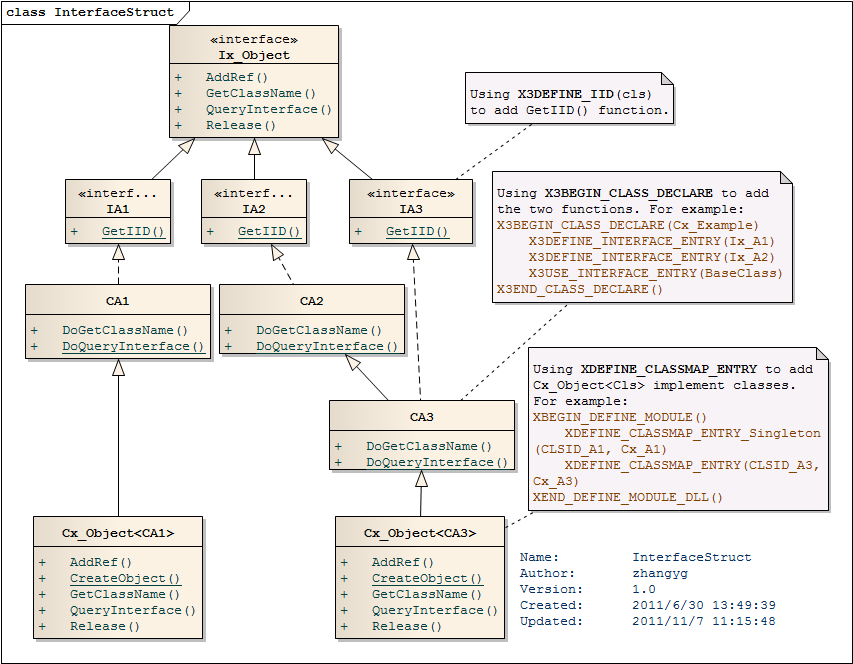 class InterfaceStruct
«interface»
Ix_Object
+ AddRef()
+ GetClassName()
+ QueryInterface()
+ Release()
Using X3DEFINE_IID(cls)
to add GetIID() function.
«interf...
IA1
+ GetIID()
«interf...
IA2
+ GetIID()
«interface»
IA3
+ GetIID()
Using X3BEGIN_CLASS_DECLARE to add
the two functions. For example:
X3BEGIN_CLASS_DECLARE(Cx_Example)
X3DEFINE_INTERFACE_ENTRY(Ix_A1)
X3DEFINE_INTERFACE_ENTRY(Ix_A2)
X3USE_INTERFACE_ENTRY(BaseClass)
X3END_CLASS_DECLARE()
CA1
+ DoGetClassName()
+ DoQueryInterface()
CA2
+ DoGetClassName()
+ DoQueryInterface()
CA3
+ DoGetClassName()
+ DoQueryInterface()
Using XDEFINE_CLASSMAP_ENTRY to add
Cx_Object<Cls> implement classes.
For example:
XBEGIN_DEFINE_MODULE()
XDEFINE_CLASSMAP_ENTRY_Singleton
(CLSID_A1, Cx_A1)
XDEFINE_CLASSMAP_ENTRY(CLSID_A3,
Cx_A3)
XEND_DEFINE_MODULE_DLL()
Cx_Object<CA1>
+ AddRef()
+ CreateObject()
+ GetClassName()
+ QueryInterface()
+ Release()
Cx_Object<CA3>
+ AddRef()
+ CreateObject()
+ GetClassName()
+ QueryInterface()
+ Release()
Name: InterfaceStruct
Author: zhangyg
Version: 1.0
Created: 2011/6/30 13:49:39
Updated: 2011/11/7 11:15:48